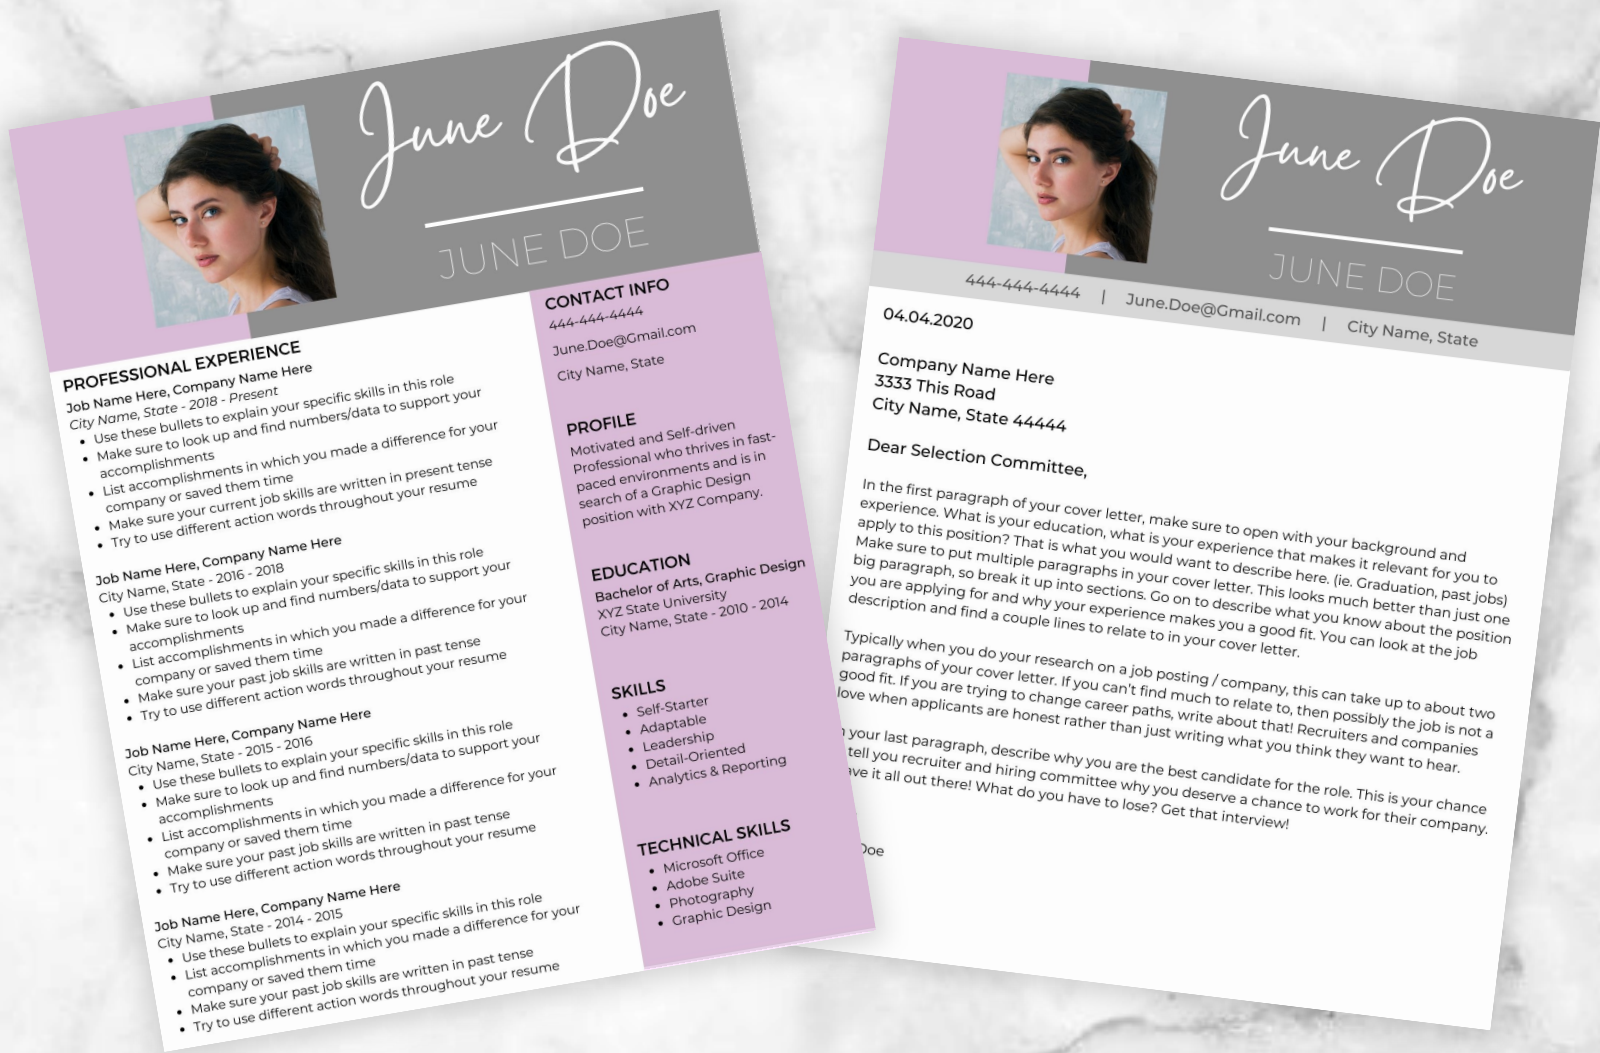 June Doe
JUNE DOE
PROFESSIONAL EXPERIENCE
Job Name Here, Company Name Here
City Name, State - 2018 - Present
• Use these bullets to explain your specific skills in this role
• Make sure to look up and find numbers/data to support your
accomplishments
• List accomplishments in which you made a difference for your
company or saved them time
• Make sure your current job skills are written in present tense
• Try to use different action words throughout your resume
Job Name Here, Company Name Here
City Name, State - 2016 - 2018
• Use these bullets to explain your specific skills in this role
• Make sure to look up and find numbers/data to support your
accomplishments
• List accomplishments in which you made a difference for your
company or saved them time
• Make sure your past job skills are written in past tense
• Try to use different action words throughout your resume
Job Name Here, Company Name Here
City Name, State - 2015 - 2016
• Use these bullets to explain your specific skills in this role
• Make sure to look up and find numbers/data to support your
accomplishments
• List accomplishments in which you made a difference for your
company or saved them time
• Make sure your past job skills are written in past tense
• Try to use different action words throughout your resume
Job Name Here, Company Name Here
City Name, State - 2014 - 2015
• Use these bullets to explain your specific skills in this role
• List accomplishments in which you made a difference for your
company or saved them time
• Make sure your past job skills are written in past tense
• Try to use different action words throughout your resume
CONTACT INFO
444-444-4444
June.Doe@Gmail.com
City Name, State
PROFILE
Motivated and Self-driven
Professional who thrives in fast-
paced environments and is in
search of a Graphic Design
position with XYZ Company.
EDUCATION
Bachelor of Arts, Graphic Design
XYZ State University
City Name, State - 2010 - 2014
SKILLS
• Self-Starter
• Adaptable
• Leadership
• Detail-Oriented
• Analytics & Reporting
TECHNICAL SKILLS
• Microsoft Office
• Adobe Suite
• Photography
• Graphic Design
June Doe
JUNE DOE
444-444-4444 | June.Doe@Gmail.com | City Name, State
04.04.2020
Company Name Here
3333 This Road
City Name, State 44444
Dear Selection Committee,
In the first paragraph of your cover letter, make sure to open with your background and
experience. What is your education, what is your experience that makes it relevant for you to
apply to this position? That is what you would want to describe here. (ie. Graduation, past jobs)
Make sure to put multiple paragraphs in your cover letter. This looks much better than just one
big paragraph, so break it up into sections. Go on to describe what you know about the position
you are applying for and why your experience makes you a good fit. You can look at the job
description and find a couple lines to relate to in your cover letter.
Typically when you do your research on a job posting / company, this can take up to about two
paragraphs of your cover letter. If you can't find much to relate to, then possibly the job is not a
good fit. If you are trying to change career paths, write about that! Recruiters and companies
love when applicants are honest rather than just writing what you think they want to hear.
your last paragraph, describe why you are the best candidate for the role. This is your chance
tell you recruiter and hiring committee why you deserve a chance to work for their company.
it all out there! What do you have to lose? Get that interview!
Doe